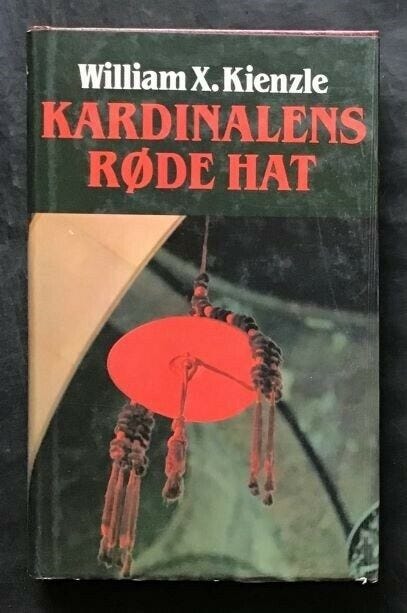 William X. Kienzle
KARDINALENS
RØDE HAT